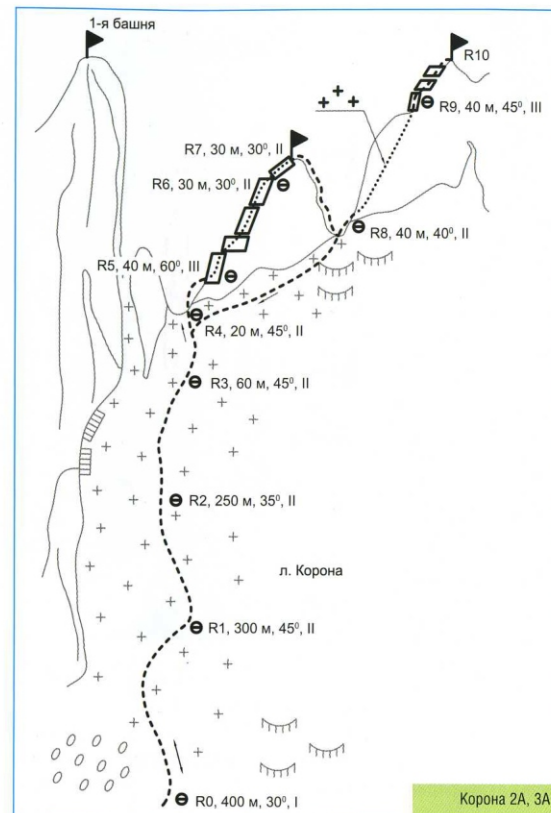 1-я башня
R10
R9, 40 м, 45⁰, III
R7, 30 м, 30⁰, II
R6, 30 м, 30⁰, II
R8, 40 м, 40⁰, II
R5, 40 м, 60⁰, III
R4, 20 м, 45⁰, II
R3, 60 м, 45⁰, II
R2, 250 м, 35⁰, II
л. Корона
R1, 300 м, 45⁰, II
R0, 400 м, 30⁰, I
Корона 2А, 3А